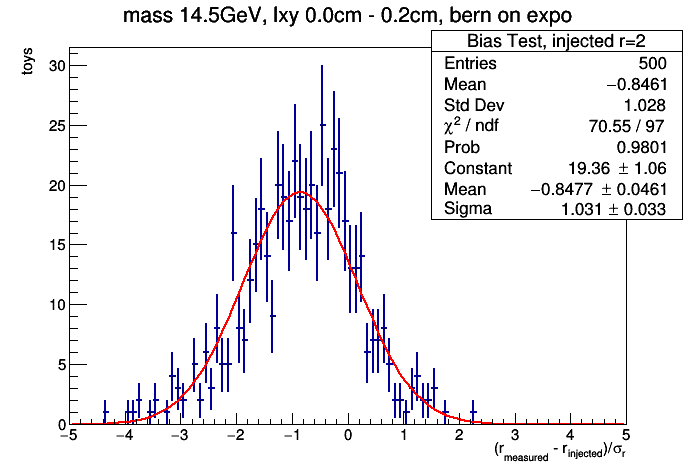 mass 14.5GeV, lxy 0.0cm - 0.2cm, bern on expo
Bias Test, injected r=2
Entries 500
Mean −0.8461
Std Dev 1.028
χ² / ndf 70.55 / 97
Prob 0.9801
Constant 19.36 ± 1.06
Mean −0.8477 ± 0.0461
Sigma 1.031 ± 0.033
toys
30
25
20
15
10
5
0
−5 −4 −3 −2 −1 0 1 2 3 4 5
(r_measured - r_injected)/σ_r